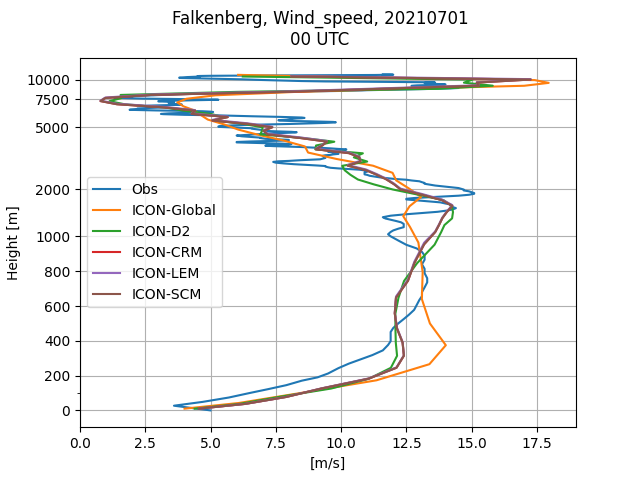 Falkenberg, Wind_speed, 20210701
00 UTC
10000
7500
5000
2000
1000
800
600
400
200
0
Height [m]
Obs
ICON-Global
ICON-D2
ICON-CRM
ICON-LEM
ICON-SCM
0.0 2.5 5.0 7.5 10.0 12.5 15.0 17.5
[m/s]